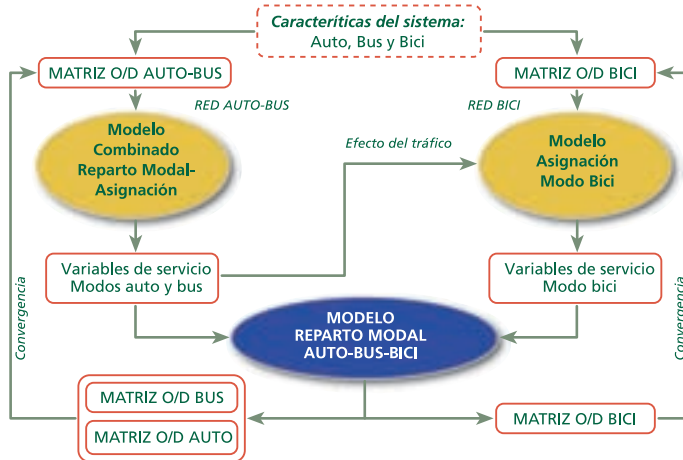 Caracteríticas del sistema:
Auto, Bus y Bici
MATRIZ O/D AUTO-BUS
MATRIZ O/D BICI
RED AUTO-BUS
RED BICI
Modelo
Combinado
Reparto Modal-
Asignación
Efecto del tráfico
Modelo
Asignación
Modo Bici
Variables de servicio
Modos auto y bus
Variables de servicio
Modo bici
Convergencia
Convergencia
MODELO
REPARTO MODAL
AUTO-BUS-BICI
MATRIZ O/D BUS
MATRIZ O/D AUTO
MATRIZ O/D BICI